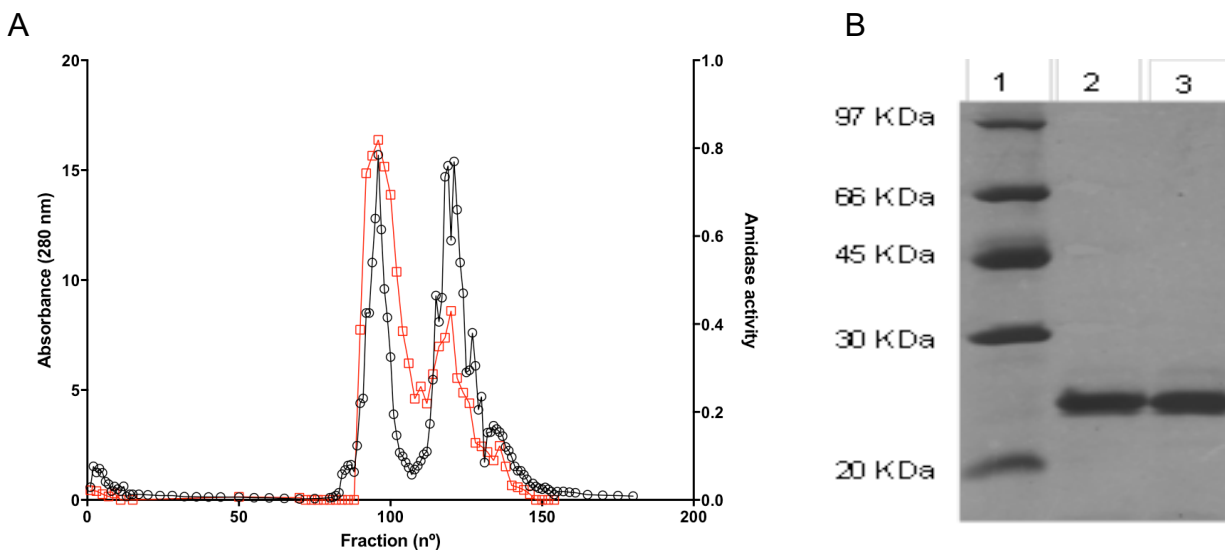 A
B
20
15
10
5
0
1.0
0.8
0.6
0.4
0.2
0.0
0
50
100
150
200
Absorbance (280 nm)
Amidase activity
Fraction (nº)
1
2
3
97 KDa
66 KDa
45 KDa
30 KDa
20 KDa